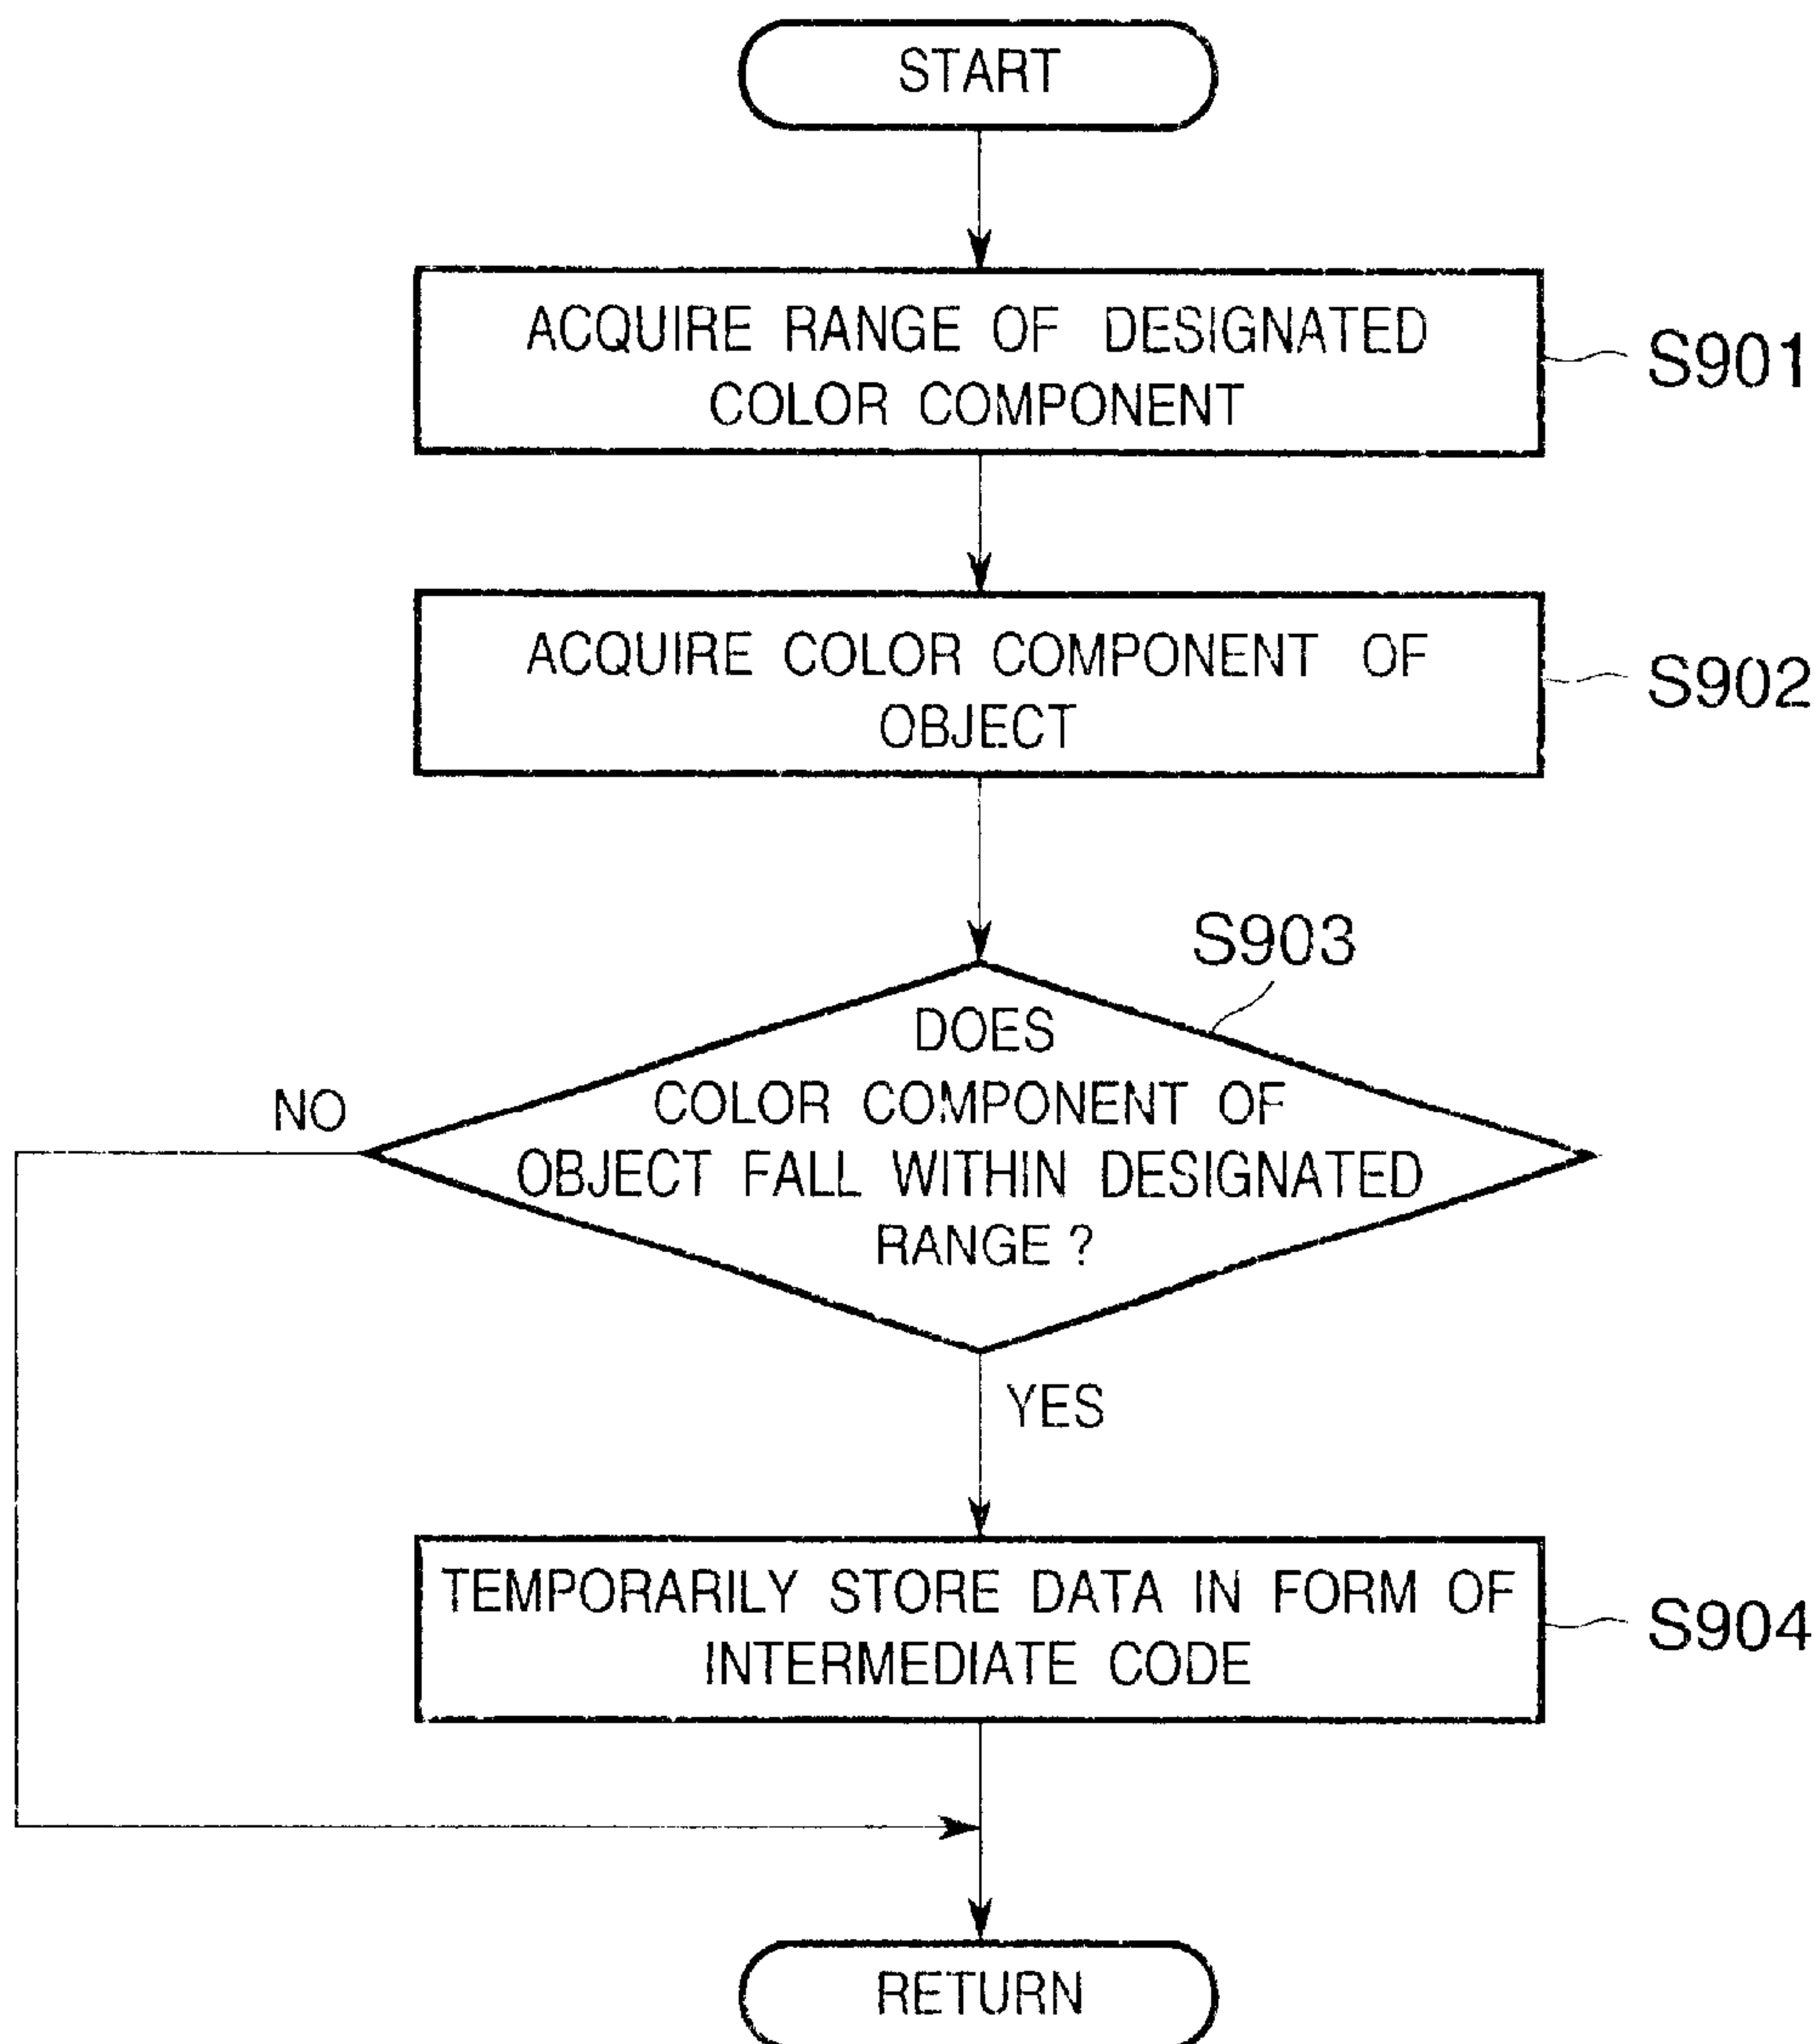 START
ACQUIRE RANGE OF DESIGNATED
COLOR COMPONENT
S901
ACQUIRE COLOR COMPONENT OF
OBJECT
S902
S903
DOES
COLOR COMPONENT OF
OBJECT FALL WITHIN DESIGNATED
RANGE ?
NO
YES
TEMPORARILY STORE DATA IN FORM OF
INTERMEDIATE CODE
S904
RETURN